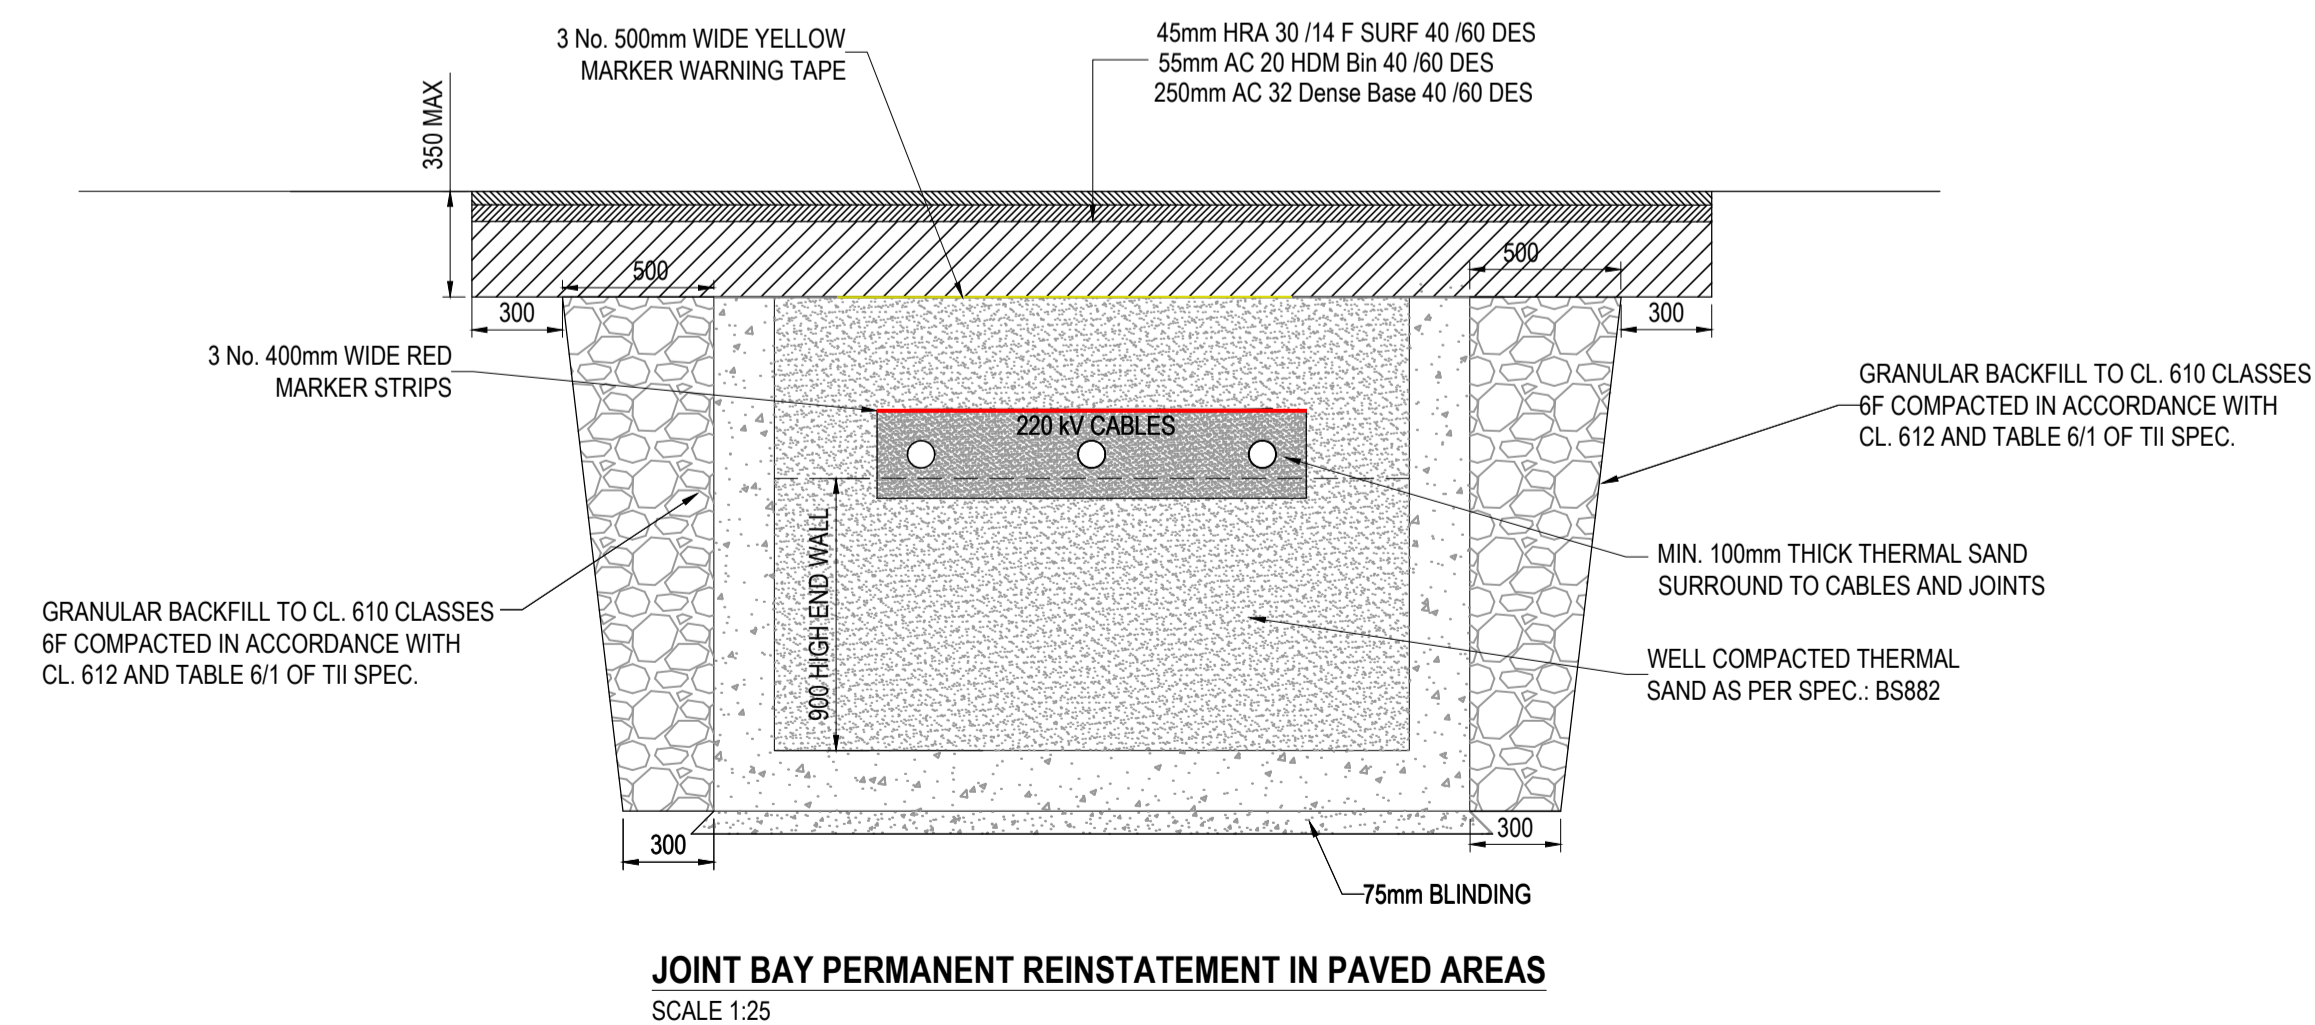 3 No. 500mm WIDE YELLOW
MARKER WARNING TAPE
45mm HRA 30 /14 F SURF 40 /60 DES
55mm AC 20 HDM Bin 40 /60 DES
250mm AC 32 Dense Base 40 /60 DES
350 MAX
500
500
300
300
3 No. 400mm WIDE RED
MARKER STRIPS
220 kV CABLES
GRANULAR BACKFILL TO CL. 610 CLASSES
6F COMPACTED IN ACCORDANCE WITH
CL. 612 AND TABLE 6/1 OF TII SPEC.
900 HIGH END WALL
MIN. 100mm THICK THERMAL SAND
SURROUND TO CABLES AND JOINTS
GRANULAR BACKFILL TO CL. 610 CLASSES
6F COMPACTED IN ACCORDANCE WITH
CL. 612 AND TABLE 6/1 OF TII SPEC.
WELL COMPACTED THERMAL
SAND AS PER SPEC.: BS882
300
300
75mm BLINDING
JOINT BAY PERMANENT REINSTATEMENT IN PAVED AREAS
SCALE 1:25